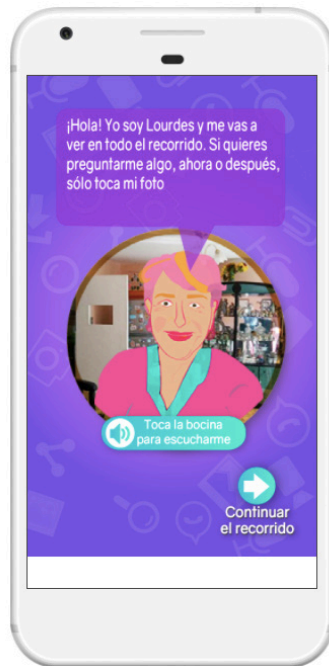 ¡Hola! Yo soy Lourdes y me vas a
ver en todo el recorrido. Si quieres
preguntarme algo, ahora o después,
sólo toca mi foto
Toca la bocina
para escucharme
Continuar
el recorrido